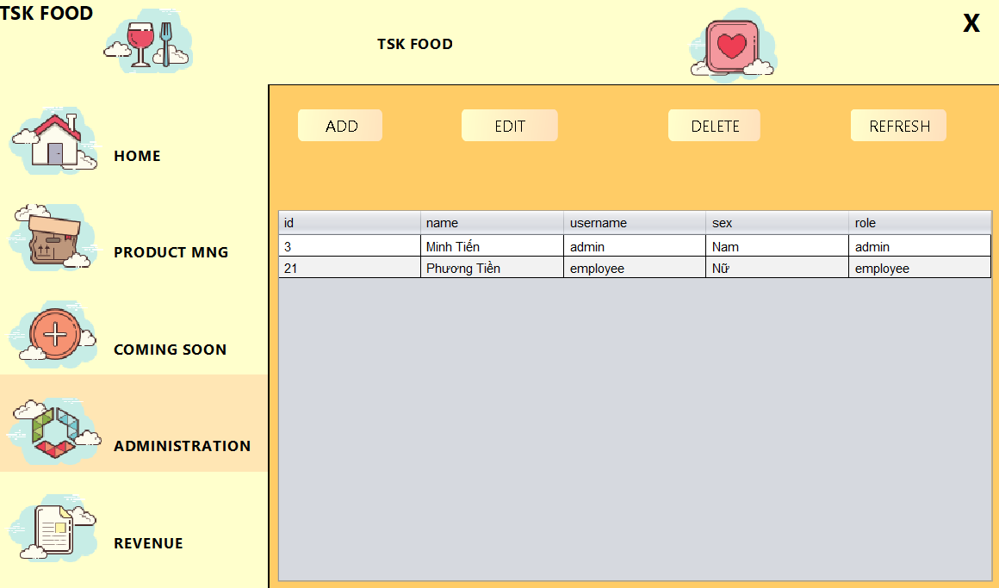 TSK FOOD
TSK FOOD
X
HOME
PRODUCT MNG
COMING SOON
ADMINISTRATION
REVENUE
ADD EDIT DELETE REFRESH
id name username sex role
3 Minh Tiến admin Nam admin
21 Phương Tiền employee Nữ employee